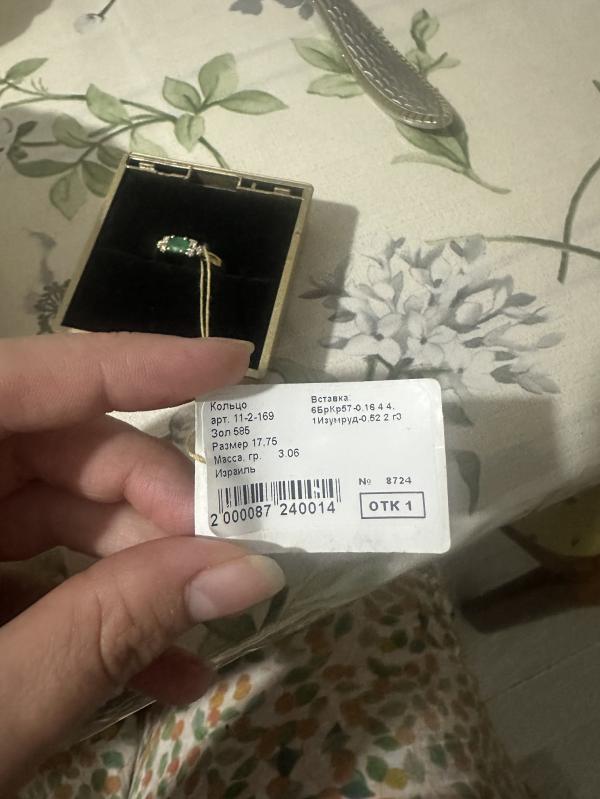 Кольцо
арт. 11-2-169
Зол 585
Размер 17.75
Масса, гр. 3.06
Израиль
Вставка:
6БрКр57-0.16 4 4,
1Изумруд-0.52 2 г3
№ 8724
ОТК 1
2 000087 240014